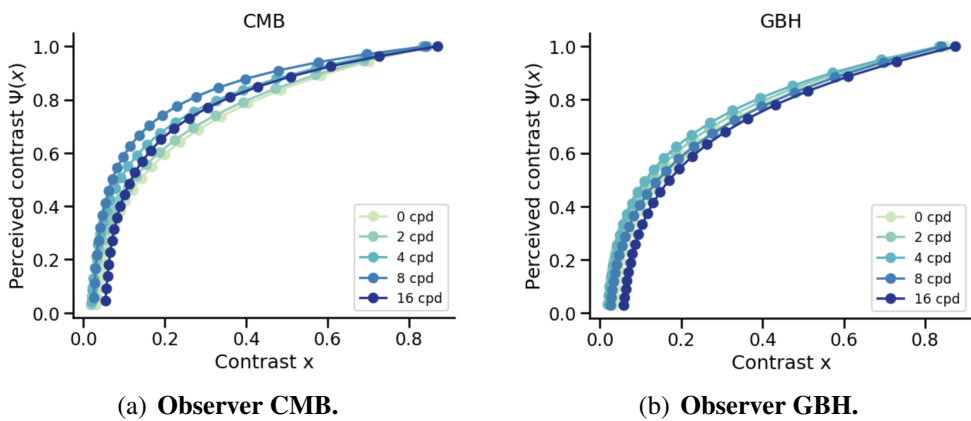 CMB
Perceived contrast Ψ(x)
1.0
0.8
0.6
0.4
0.2
0.0
0 cpd
2 cpd
4 cpd
8 cpd
16 cpd
0.0 0.2 0.4 0.6 0.8
Contrast x
(a) Observer CMB.
GBH
Perceived contrast Ψ(x)
1.0
0.8
0.6
0.4
0.2
0.0
0 cpd
2 cpd
4 cpd
8 cpd
16 cpd
0.0 0.2 0.4 0.6 0.8
Contrast x
(b) Observer GBH.